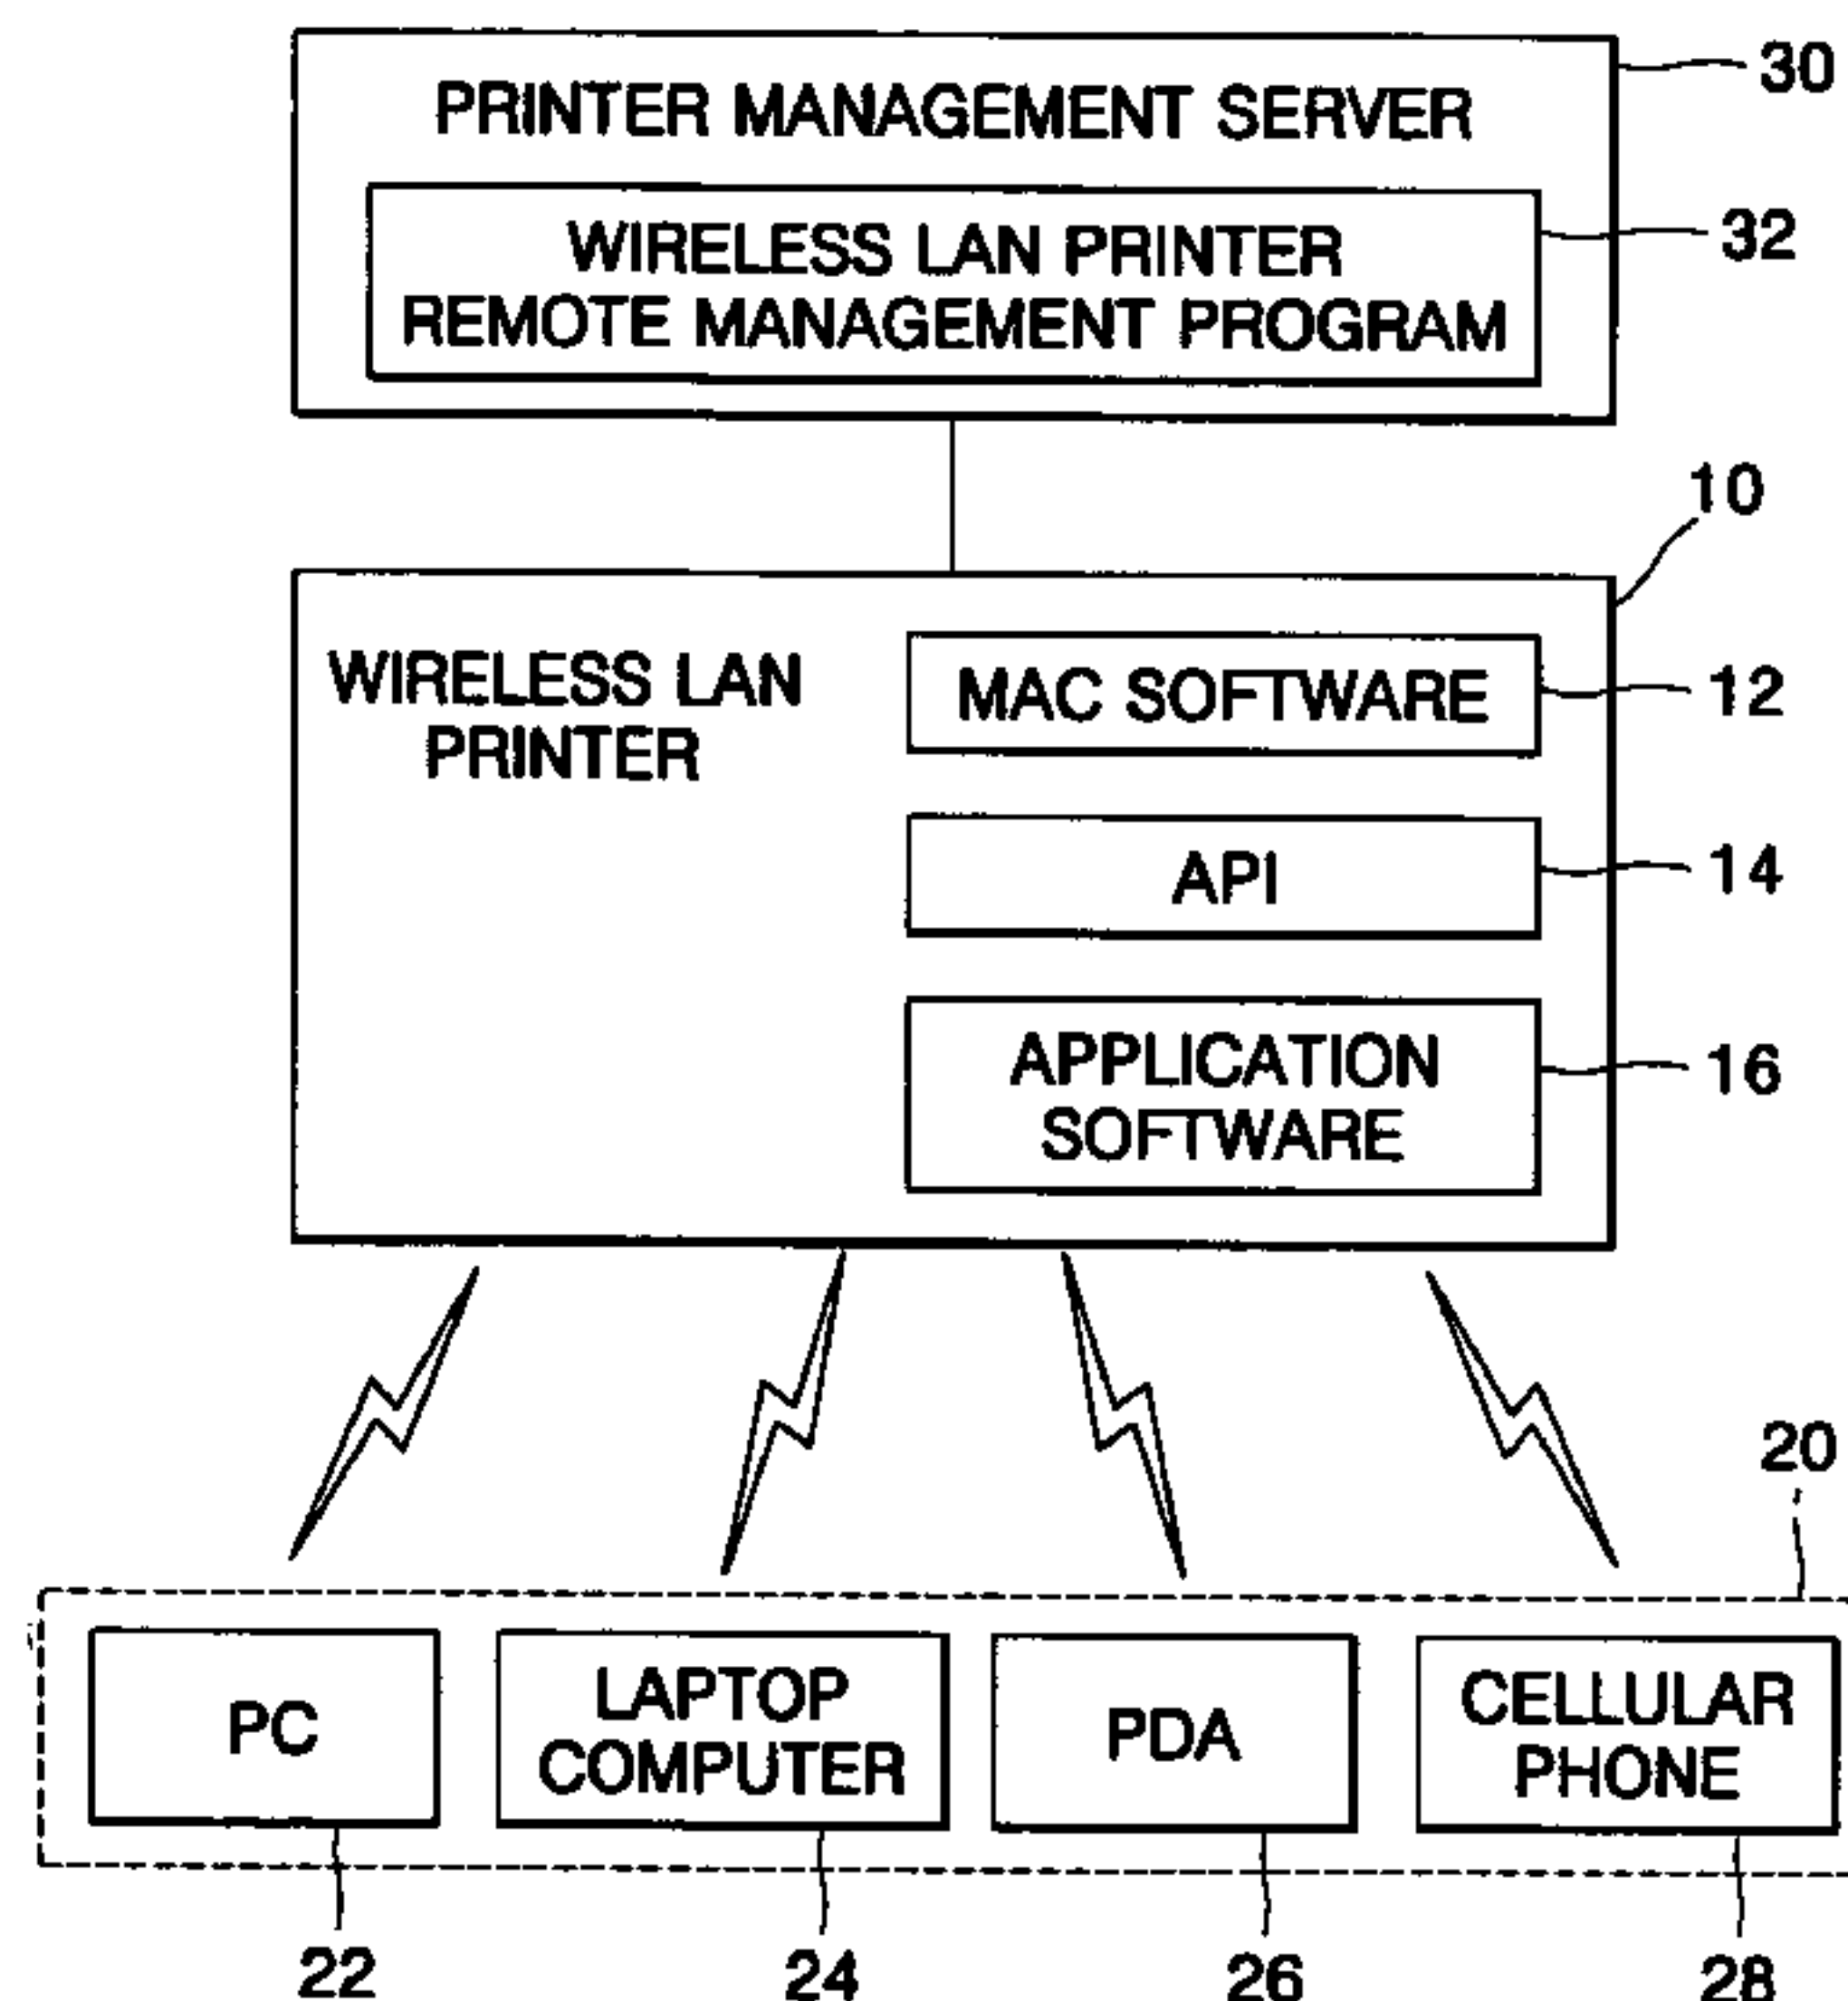 PRINTER MANAGEMENT SERVER
30
WIRELESS LAN PRINTER
REMOTE MANAGEMENT PROGRAM
32
10
WIRELESS LAN
PRINTER
MAC SOFTWARE
12
API
14
APPLICATION
SOFTWARE
16
20
PC
LAPTOP
COMPUTER
PDA
CELLULAR
PHONE
22
24
26
28